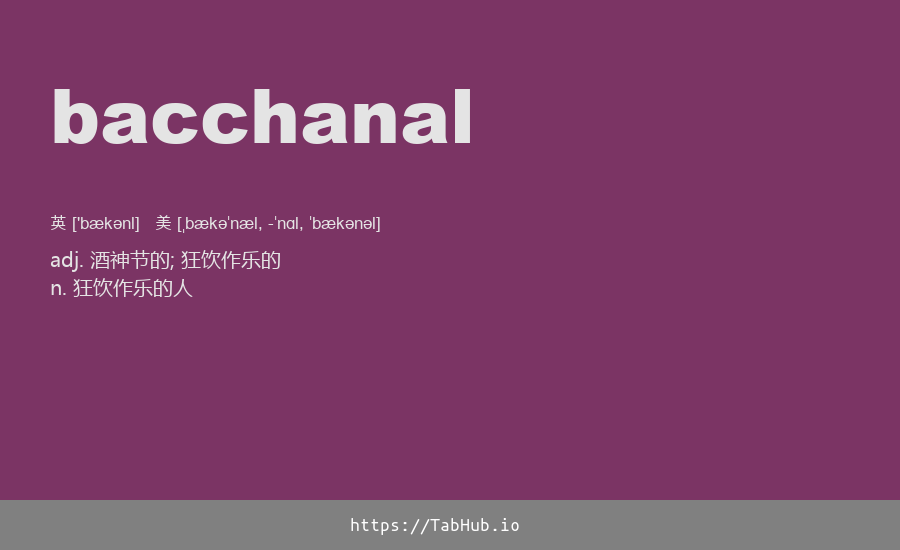 bacchanal
英 ['bækənl] 美 [ˌbækəˈnæl, -ˈnɑl, ˈbækənəl]
adj. 酒神节的; 狂饮作乐的
n. 狂饮作乐的人
https://TabHub.io